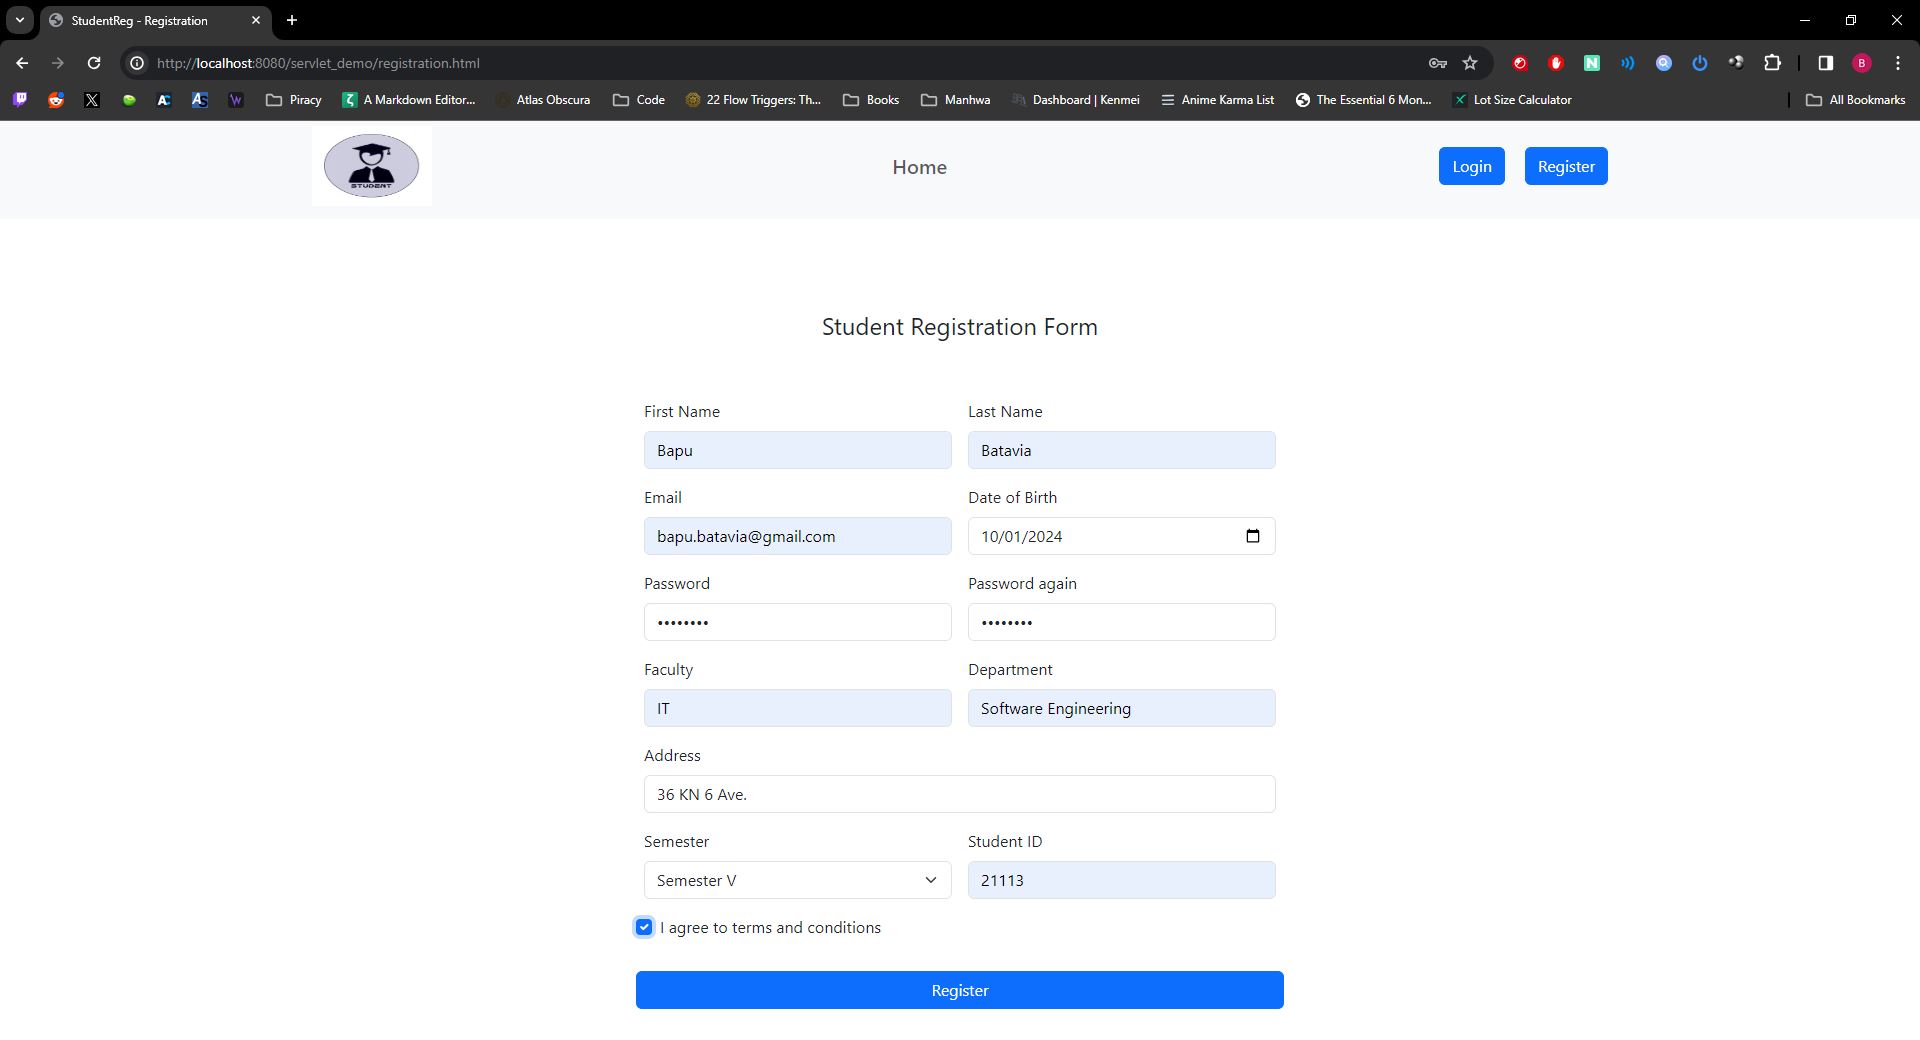 StudentReg - Registration
http://localhost:8080/servlet_demo/registration.html
B
Piracy
A Markdown Editor...
Atlas Obscura
Code
22 Flow Triggers: Th...
Books
Manhwa
Dashboard | Kenmei
Anime Karma List
The Essential 6 Mon...
Lot Size Calculator
All Bookmarks
STUDENT
Home
Login
Register
Student Registration Form
First Name
Last Name
Bapu
Batavia
Email
Date of Birth
bapu.batavia@gmail.com
10/01/2024
Password
Password again
••••••••
••••••••
Faculty
Department
IT
Software Engineering
Address
36 KN 6 Ave.
Semester
Student ID
Semester V
21113
I agree to terms and conditions
Register